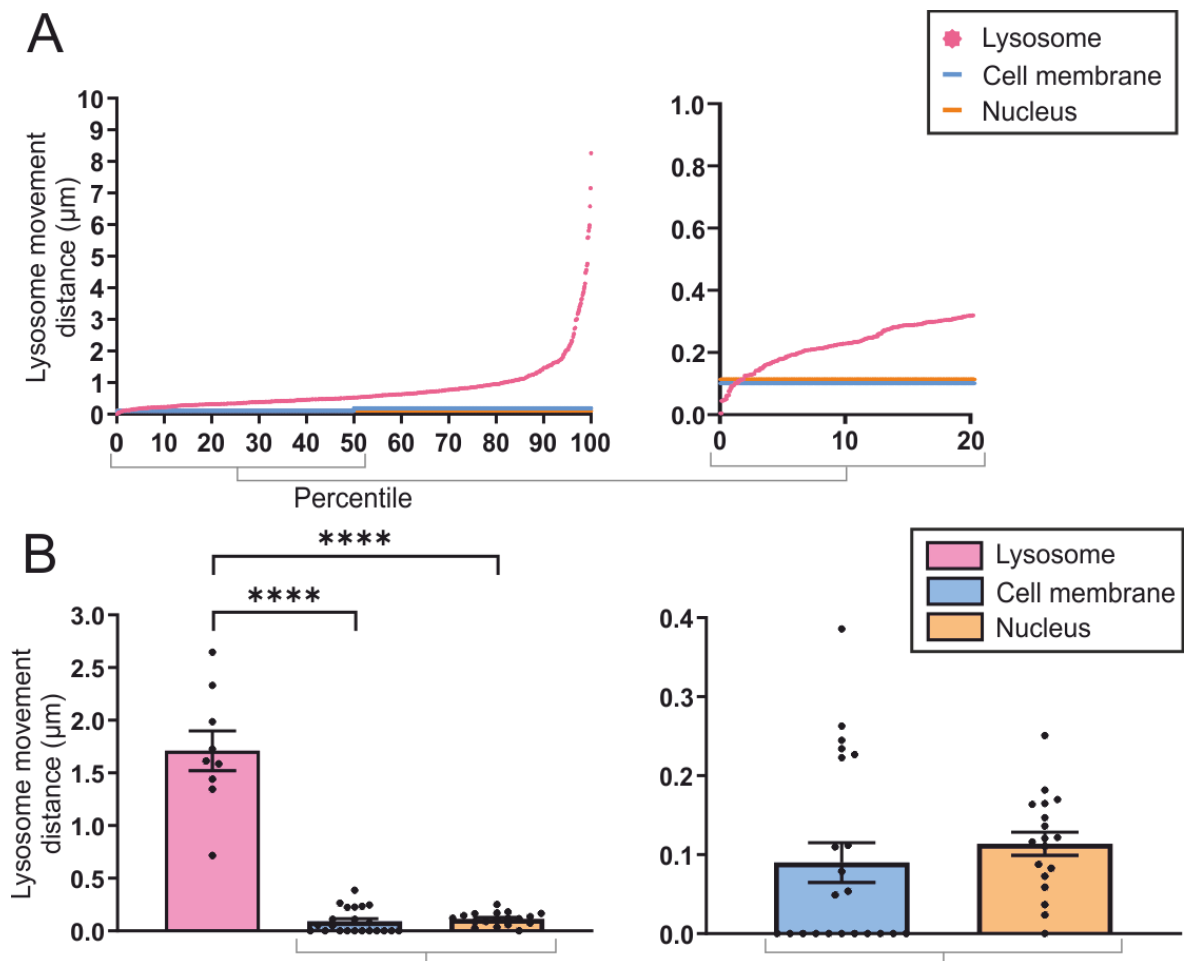 A
Lysosome
Cell membrane
Nucleus
Lysosome movement
distance (μm)
10
9
8
7
6
5
4
3
2
1
0
0 10 20 30 40 50 60 70 80 90 100
1.0
0.8
0.6
0.4
0.2
0.0
0 10 20
Percentile
B
****
****
Lysosome
Cell membrane
Nucleus
Lysosome movement
distance (μm)
3.0
2.5
2.0
1.5
1.0
0.5
0.0
0.4
0.3
0.2
0.1
0.0